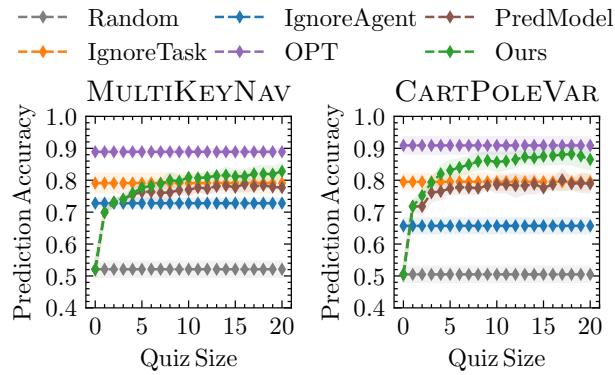 Random IgnoreAgent PredModel
IgnoreTask OPT Ours
MULTIKEYNAV CARTPOLEVAR
Prediction Accuracy
1.0
0.9
0.8
0.7
0.6
0.5
0.4
0 5 10 15 20
Quiz Size
Prediction Accuracy
1.0
0.9
0.8
0.7
0.6
0.5
0.4
0 5 10 15 20
Quiz Size